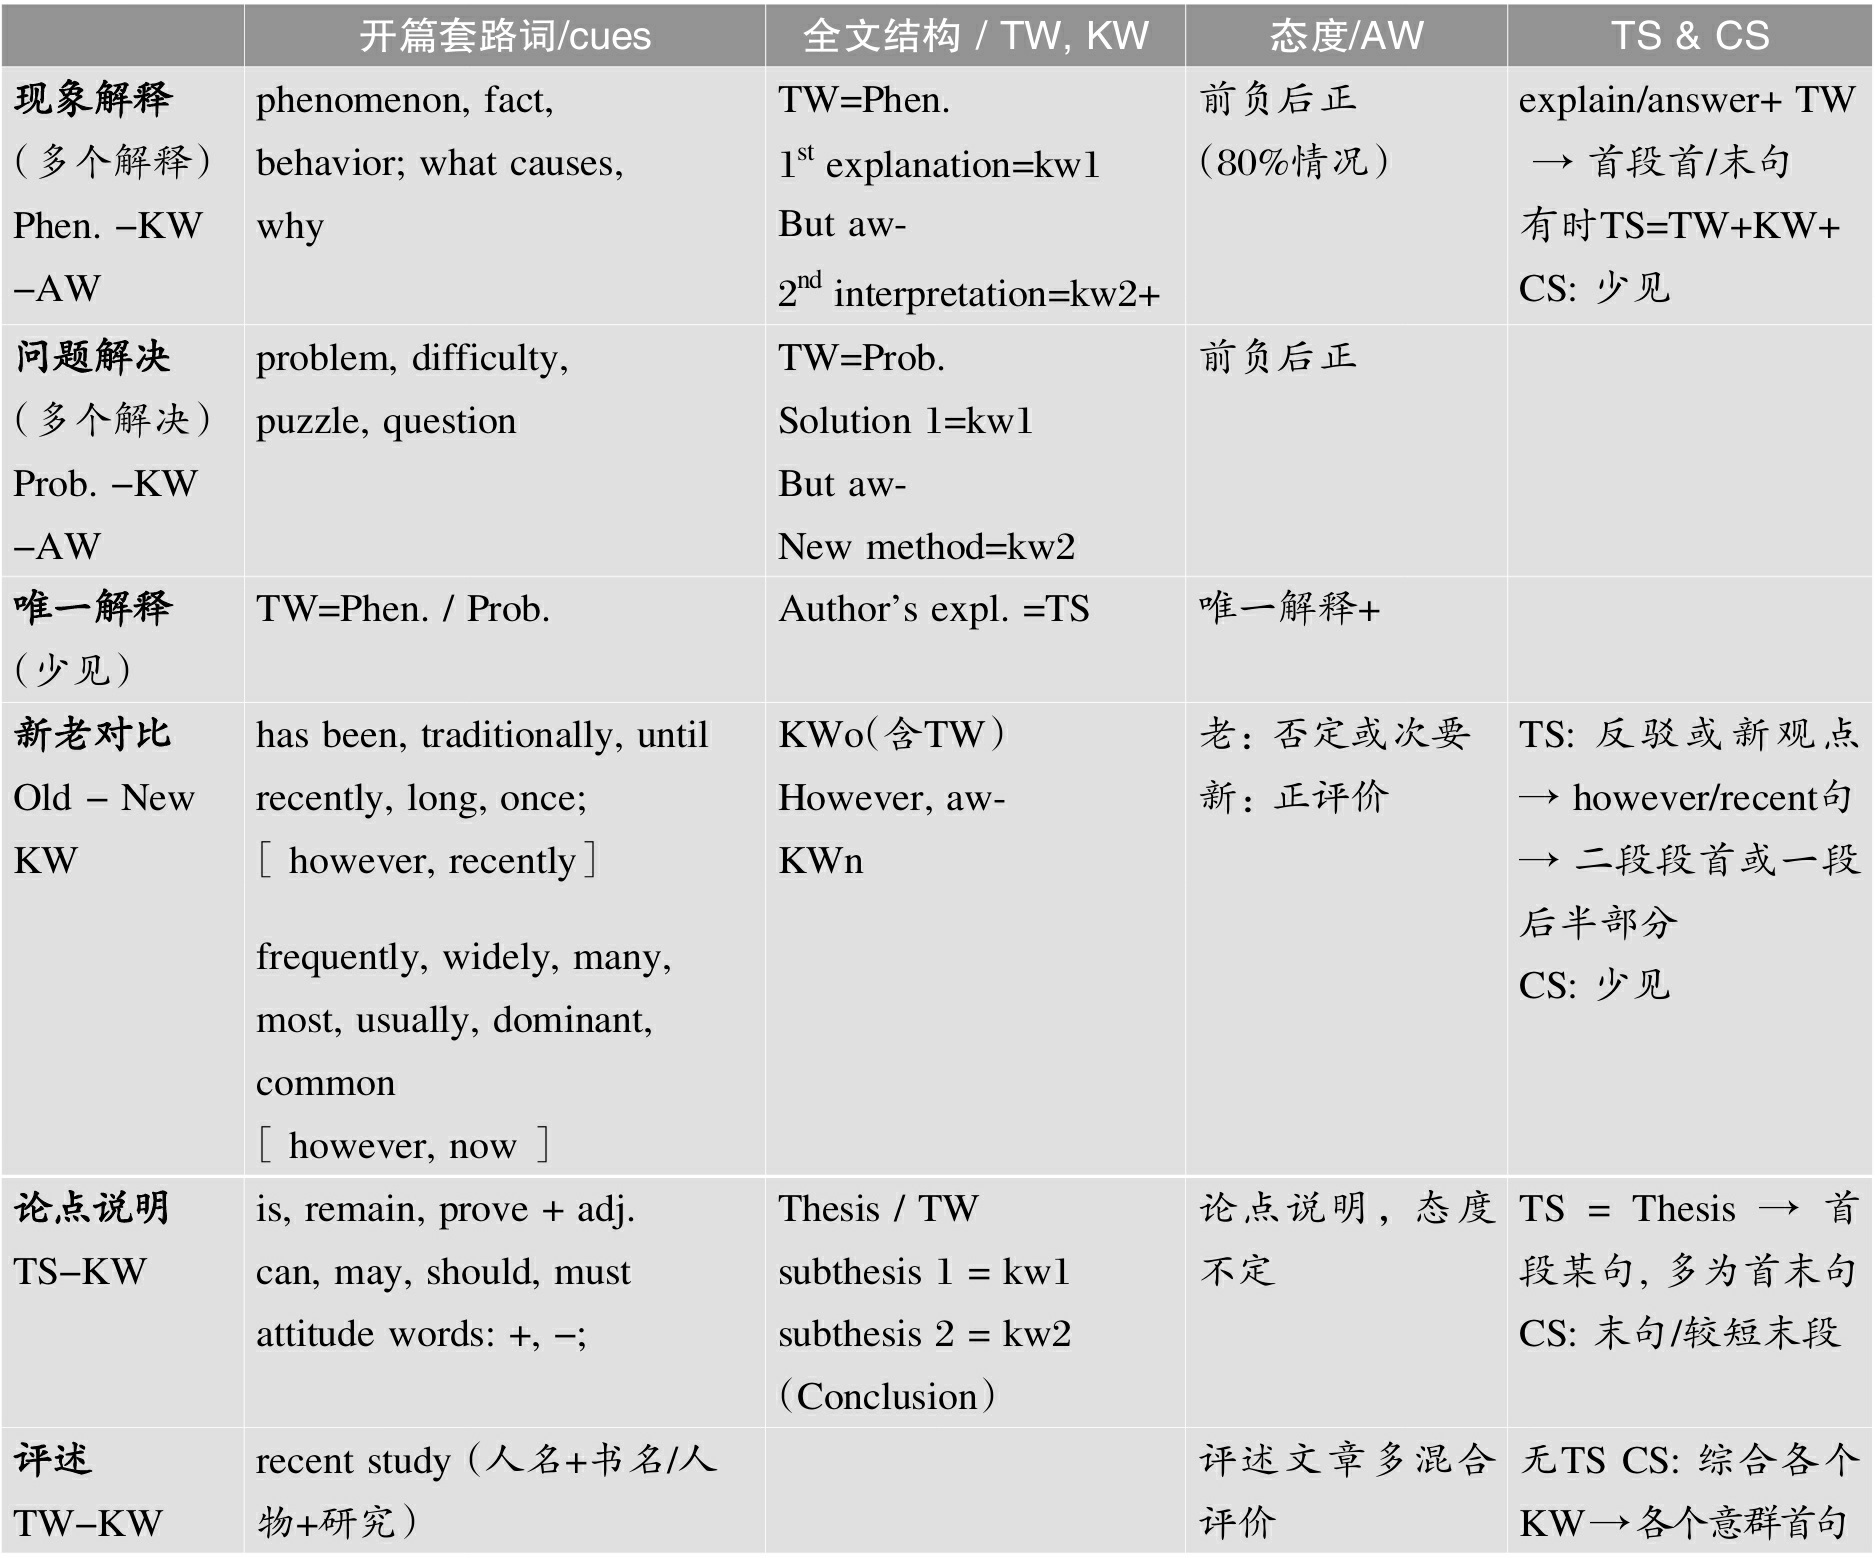 开篇套路词/cues
全文结构 / TW, KW
态度/AW
TS & CS
现象解释
（多个解释）
Phen. –KW
–AW
phenomenon, fact,
behavior; what causes,
why
TW=Phen.
1st explanation=kw1
But aw-
2nd interpretation=kw2+
前负后正
（80%情况）
explain/answer+ TW
→ 首段首/末句
有时TS=TW+KW+
CS: 少见
问题解决
（多个解决）
Prob. –KW
–AW
problem, difficulty,
puzzle, question
TW=Prob.
Solution 1=kw1
But aw-
New method=kw2
前负后正
唯一解释
（少见）
TW=Phen. / Prob.
Author’s expl. =TS
唯一解释+
新老对比
Old – New
KW
has been, traditionally, until
recently, long, once;
［ however, recently］
frequently, widely, many,
most, usually, dominant,
common
［ however, now ］
KWo（含TW）
However, aw-
KWn
老：否定或次要
新：正评价
TS: 反驳或新观点
→ however/recent句
→ 二段段首或一段
后半部分
CS: 少见
论点说明
TS–KW
is, remain, prove + adj.
can, may, should, must
attitude words: +, –;
Thesis / TW
subthesis 1 = kw1
subthesis 2 = kw2
（Conclusion）
论点说明，态度
不定
TS = Thesis → 首
段某句, 多为首末句
CS: 末句/较短末段
评述
TW–KW
recent study（人名+书名/人
物+研究）
评述文章多混合
评价
无TS CS: 综合各个
KW→各个意群首句